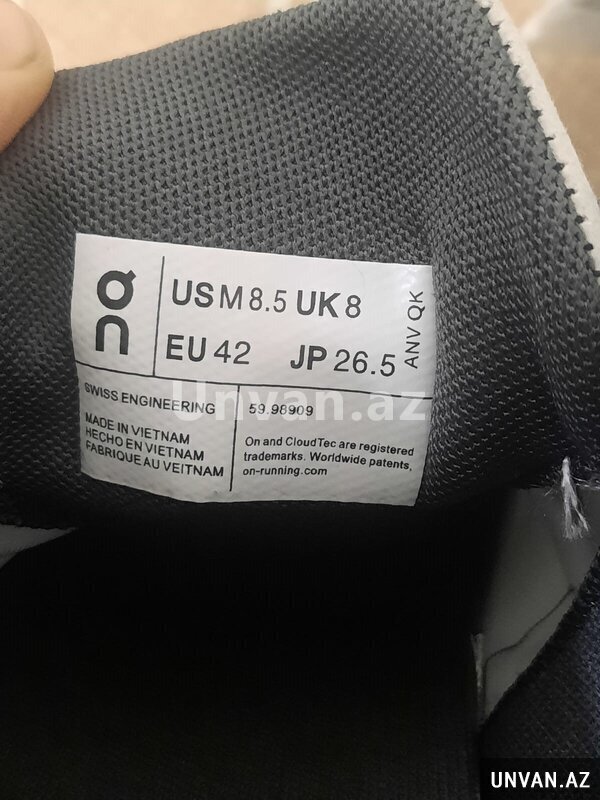 On
US M 8.5 UK 8
EU 42 JP 26.5
ANV QK
SWISS ENGINEERING
MADE IN VIETNAM
HECHO EN VIETNAM
FABRIQUE AU VEITNAM
59.98909
On and CloudTec are registered
trademarks. Worldwide patents,
on-running.com
Unvan.az
UNVAN.AZ